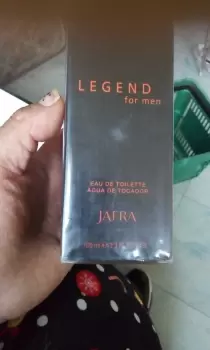 LEGEND
for men
EAU DE TOILETTE
AGUA DE TOCADOR
JAFRA